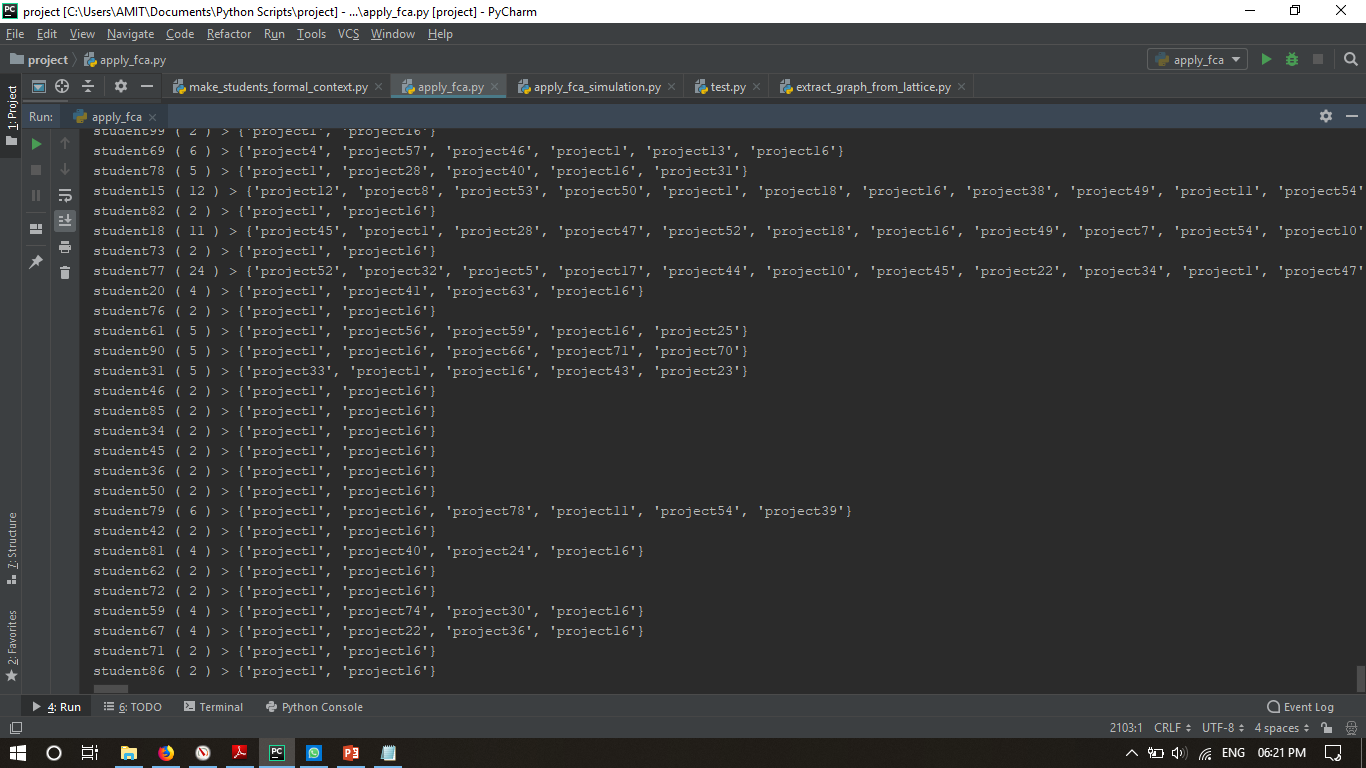 project [C:\Users\AMIT\Documents\Python Scripts\project] - ...\apply_fca.py [project] - PyCharm
File Edit View Navigate Code Refactor Run Tools VCS Window Help
project apply_fca.py apply_fca
1: Project
make_students_formal_context.py apply_fca.py apply_fca_simulation.py test.py extract_graph_from_lattice.py
Run: apply_fca
student99 ( 2 ) > {'project1', 'project16'}
student69 ( 6 ) > {'project4', 'project57', 'project46', 'project1', 'project13', 'project16'}
student78 ( 5 ) > {'project1', 'project28', 'project40', 'project16', 'project31'}
student15 ( 12 ) > {'project12', 'project8', 'project53', 'project50', 'project1', 'project18', 'project16', 'project38', 'project49', 'project11', 'project54'
student82 ( 2 ) > {'project1', 'project16'}
student18 ( 11 ) > {'project45', 'project1', 'project28', 'project47', 'project52', 'project18', 'project16', 'project49', 'project7', 'project54', 'project10'
student73 ( 2 ) > {'project1', 'project16'}
student77 ( 24 ) > {'project52', 'project32', 'project5', 'project17', 'project44', 'project10', 'project45', 'project22', 'project34', 'project1', 'project47'
student20 ( 4 ) > {'project1', 'project41', 'project63', 'project16'}
student76 ( 2 ) > {'project1', 'project16'}
student61 ( 5 ) > {'project1', 'project56', 'project59', 'project16', 'project25'}
student90 ( 5 ) > {'project1', 'project16', 'project66', 'project71', 'project70'}
student31 ( 5 ) > {'project33', 'project1', 'project16', 'project43', 'project23'}
student46 ( 2 ) > {'project1', 'project16'}
student85 ( 2 ) > {'project1', 'project16'}
student34 ( 2 ) > {'project1', 'project16'}
student45 ( 2 ) > {'project1', 'project16'}
student36 ( 2 ) > {'project1', 'project16'}
student50 ( 2 ) > {'project1', 'project16'}
student79 ( 6 ) > {'project1', 'project16', 'project78', 'project11', 'project54', 'project39'}
student42 ( 2 ) > {'project1', 'project16'}
student81 ( 4 ) > {'project1', 'project40', 'project24', 'project16'}
student62 ( 2 ) > {'project1', 'project16'}
student72 ( 2 ) > {'project1', 'project16'}
student59 ( 4 ) > {'project1', 'project74', 'project30', 'project16'}
student67 ( 4 ) > {'project1', 'project22', 'project36', 'project16'}
student71 ( 2 ) > {'project1', 'project16'}
student86 ( 2 ) > {'project1', 'project16'}
7: Structure
2: Favorites
4: Run 6: TODO Terminal Python Console Event Log
2103:1 CRLF UTF-8 4 spaces
ENG 06:21 PM